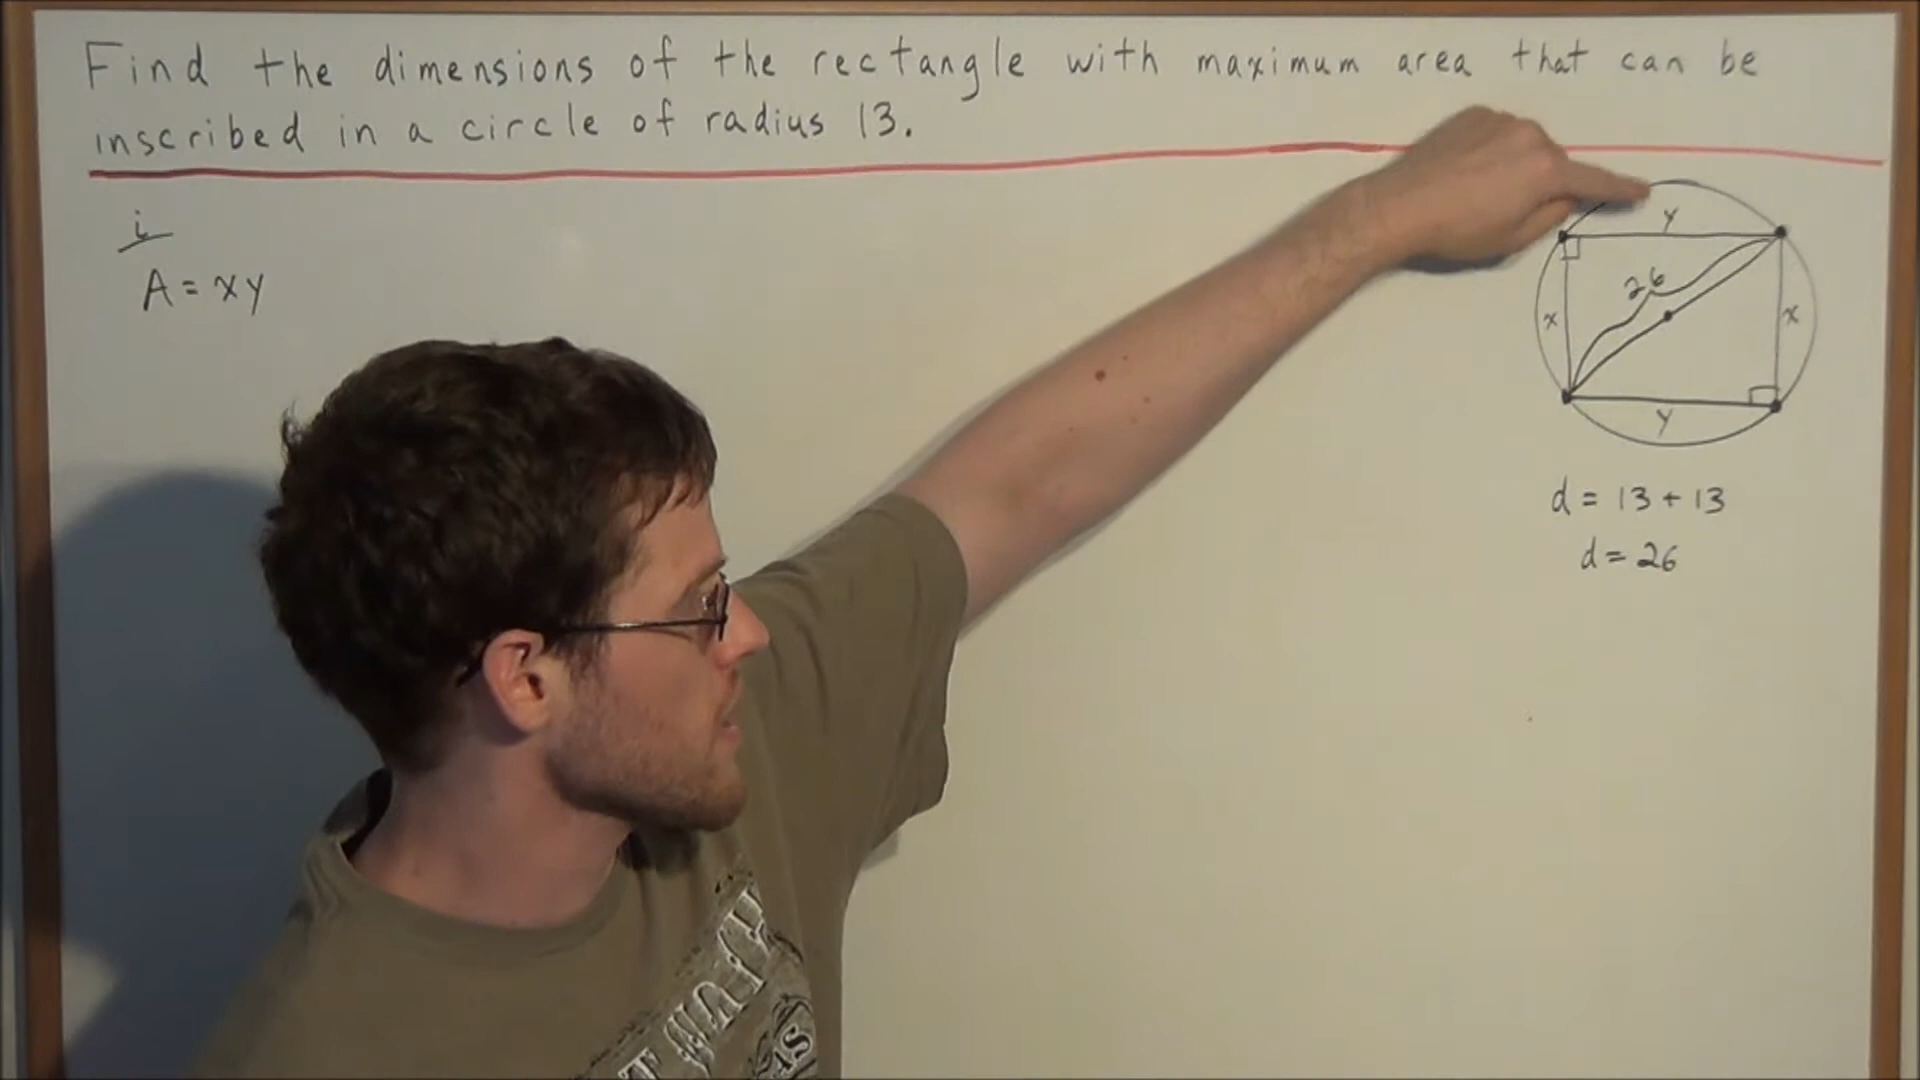 Find the dimensions of the rectangle with maximum area that can be
inscribed in a circle of radius 13.
i
A = xy
y
26
x
x
y
d = 13 + 13
d = 26